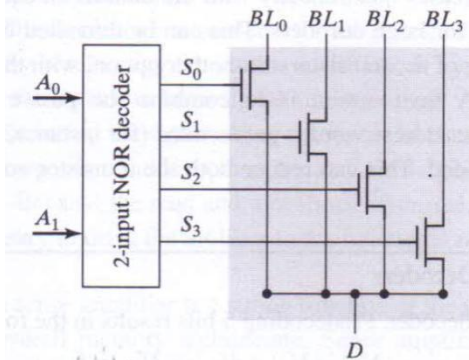 BL0 BL1 BL2 BL3
S0
A0
S1
2-input NOR decoder
S2
A1
S3
D